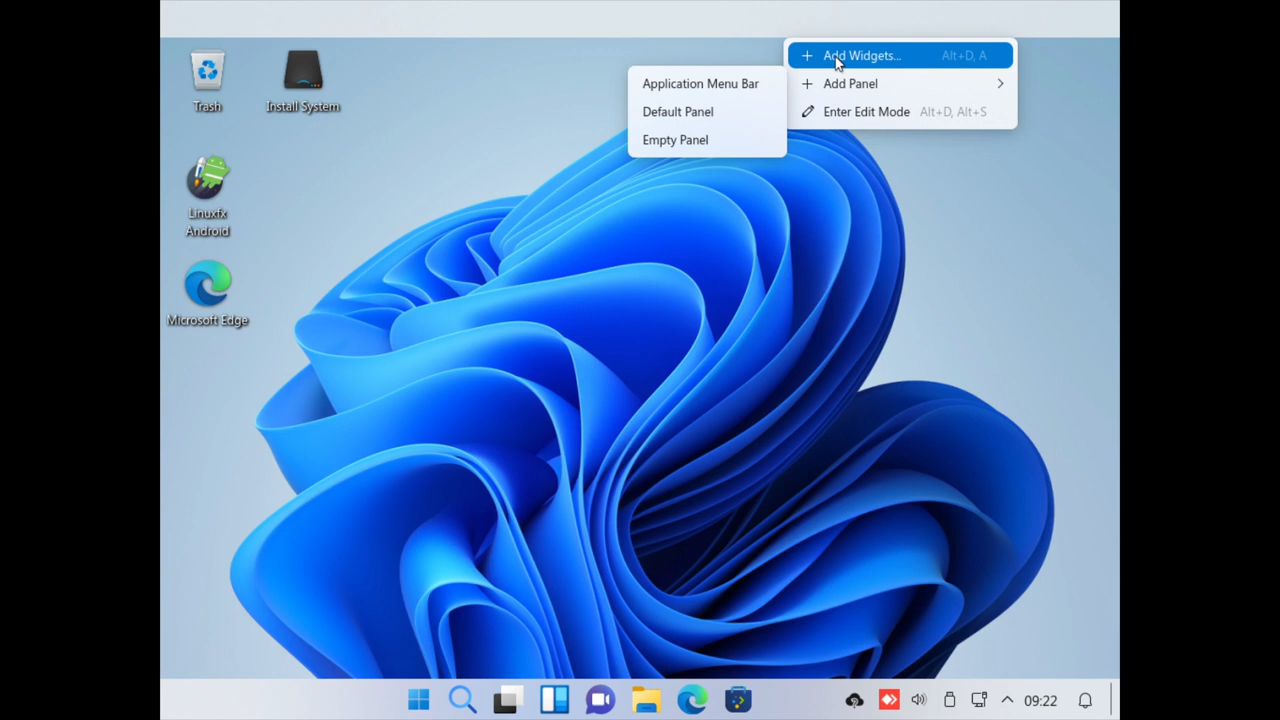 Trash
Install System
Linuxfx
Android
Microsoft Edge
Add Widgets... Alt+D, A
Add Panel
Enter Edit Mode Alt+D, Alt+S
Application Menu Bar
Default Panel
Empty Panel
09:22